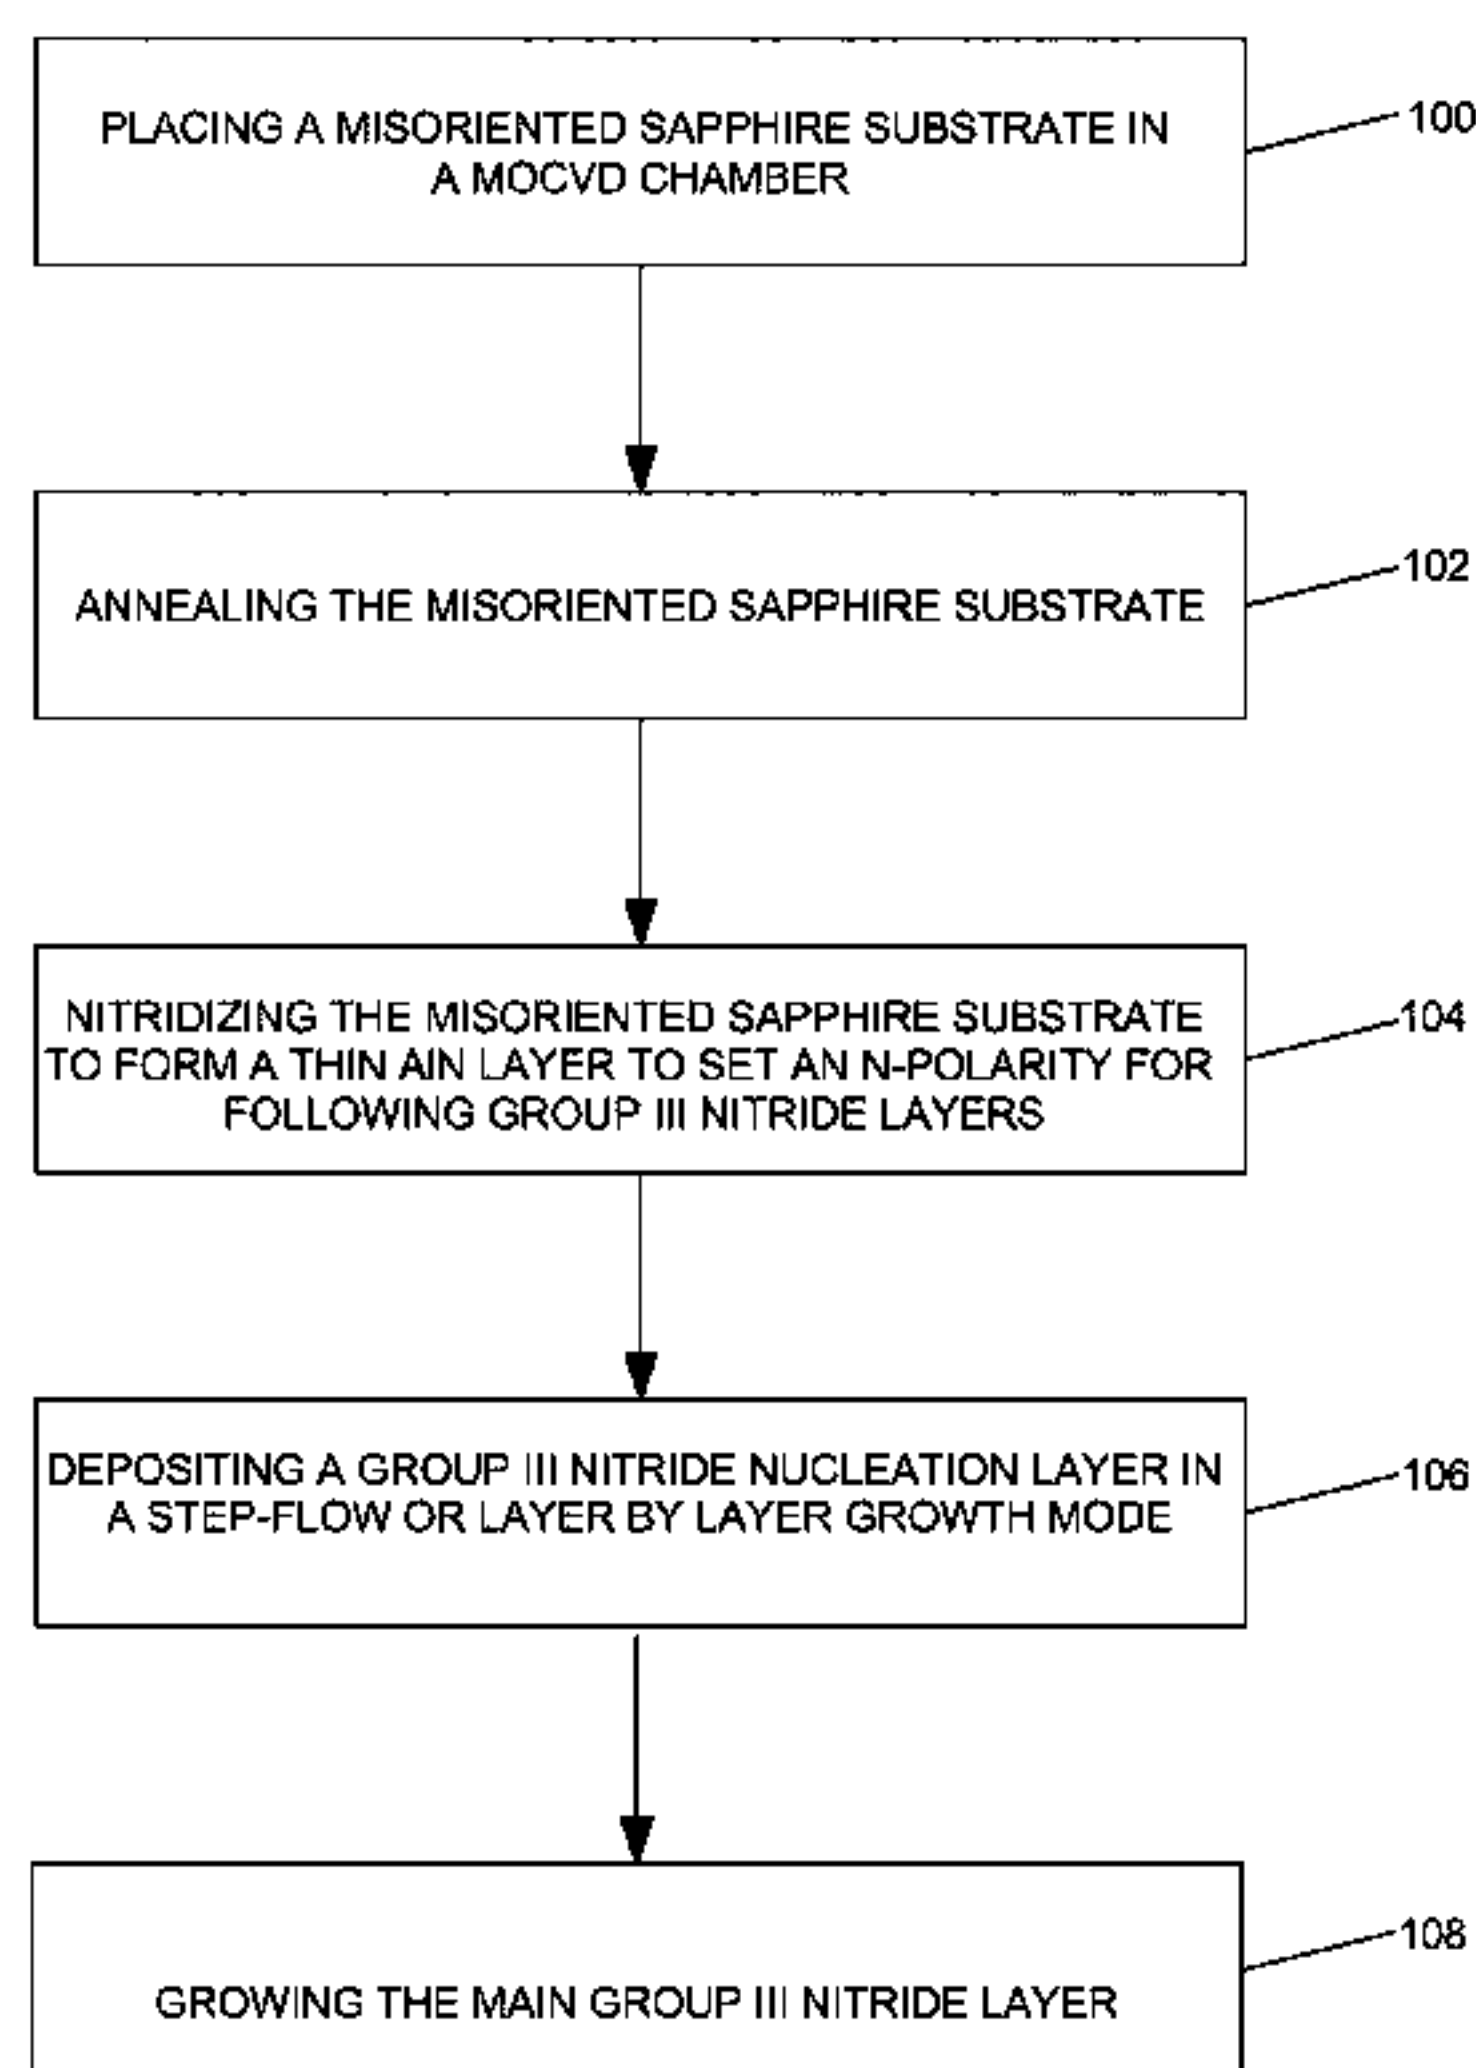 PLACING A MISORIENTED SAPPHIRE SUBSTRATE IN
A MOCVD CHAMBER
100
ANNEALING THE MISORIENTED SAPPHIRE SUBSTRATE
102
NITRIDIZING THE MISORIENTED SAPPHIRE SUBSTRATE
TO FORM A THIN AlN LAYER TO SET AN N-POLARITY FOR
FOLLOWING GROUP III NITRIDE LAYERS
104
DEPOSITING A GROUP III NITRIDE NUCLEATION LAYER IN
A STEP-FLOW OR LAYER BY LAYER GROWTH MODE
106
GROWING THE MAIN GROUP III NITRIDE LAYER
108